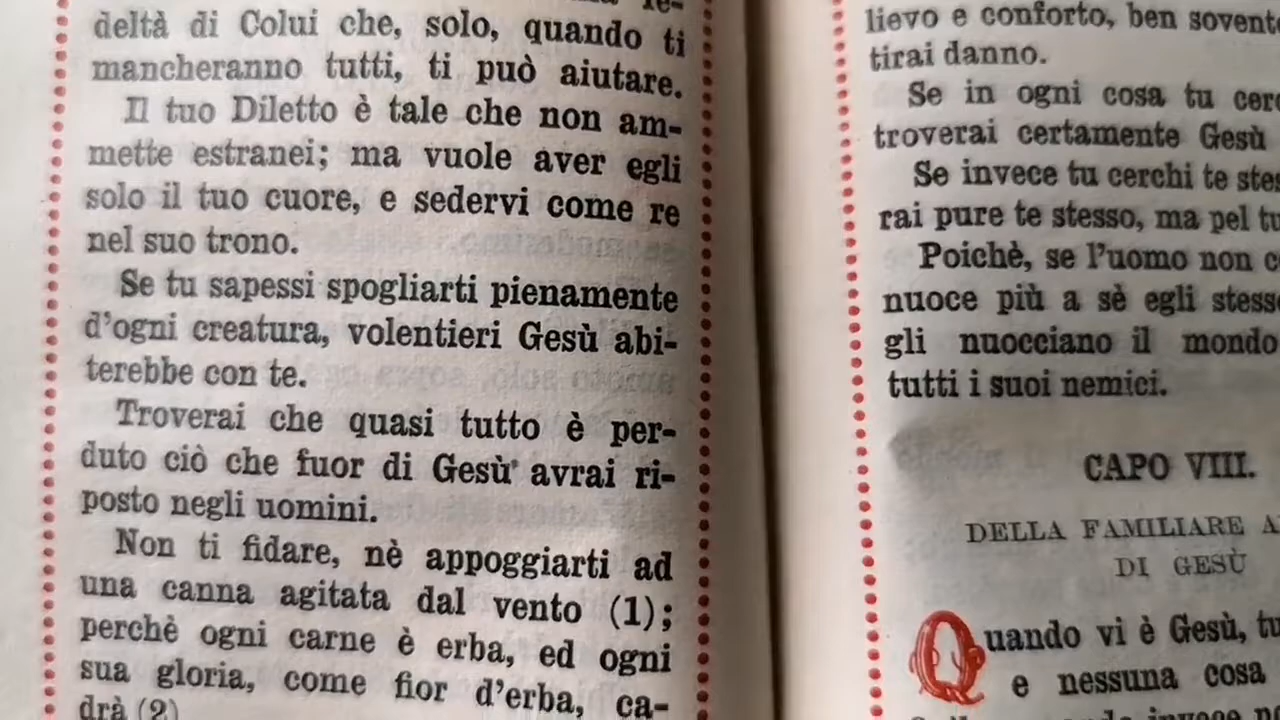 deltà di Colui che, solo, quando ti
mancheranno tutti, ti può aiutare.
Il tuo Diletto è tale che non am-
mette estranei; ma vuole aver egli
solo il tuo cuore, e sedervi come re
nel suo trono.
Se tu sapessi spogliarti pienamente
d'ogni creatura, volentieri Gesù abi-
terebbe con te.
Troverai che quasi tutto è per-
duto ciò che fuor di Gesù avrai ri-
posto negli uomini.
Non ti fidare, nè appoggiarti ad
una canna agitata dal vento (1);
perchè ogni carne è erba, ed ogni
sua gloria, come fior d'erba, ca-
drà (2)
lievo e conforto, ben sovent
tirai danno.
Se in ogni cosa tu cer
troverai certamente Gesù
Se invece tu cerchi te stes
rai pure te stesso, ma pel tu
Poichè, se l'uomo non c
nuoce più a sè egli stess
gli nuocciano il mondo
tutti i suoi nemici.
CAPO VIII.
DELLA FAMILIARE A
DI GESÙ
Quando vi è Gesù, tu
e nessuna cosa